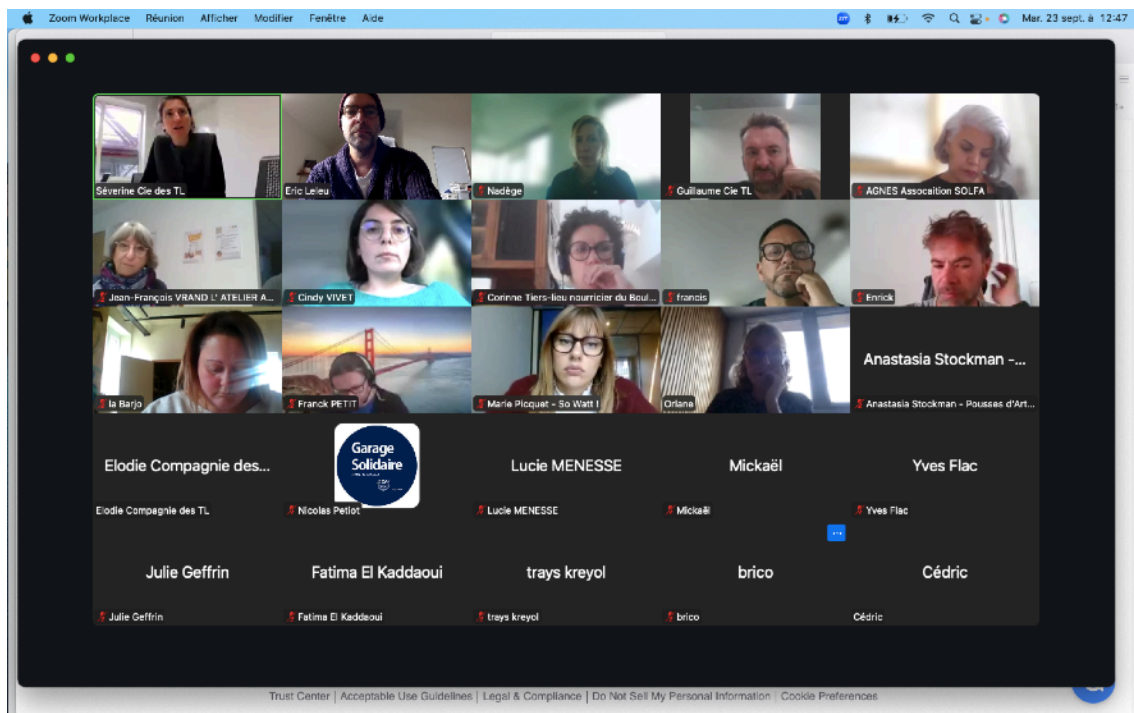 Zoom Workplace Réunion Afficher Modifier Fenêtre Aide Mar. 23 sept. à 12:47
Séverine Cie des TL
Eric Leleu
Nadège
Guillaume Cie TL
AGNES Assocaition SOLFA
Jean-François VRAND L' ATELIER A...
Cindy VIVET
Corinne Tiers-lieu nourricier du Boul...
francis
Enrick
la Barjo
Franck PETIT
Marie Picquet - So Watt !
Orlane
Anastasia Stockman -...
Anastasia Stockman - Pousses d'Art...
Elodie Compagnie des...
Elodie Compagnie des TL
Garage
Solidaire
Nicolas Petiot
Lucie MENESSE
Lucie MENESSE
Mickaël
Mickaël
Yves Flac
Yves Flac
Julie Geffrin
Julie Geffrin
Fatima El Kaddaoui
Fatima El Kaddaoui
trays kreyol
trays kreyol
brico
brico
Cédric
Cédric
Trust Center | Acceptable Use Guidelines | Legal & Compliance | Do Not Sell My Personal Information | Cookie Preferences